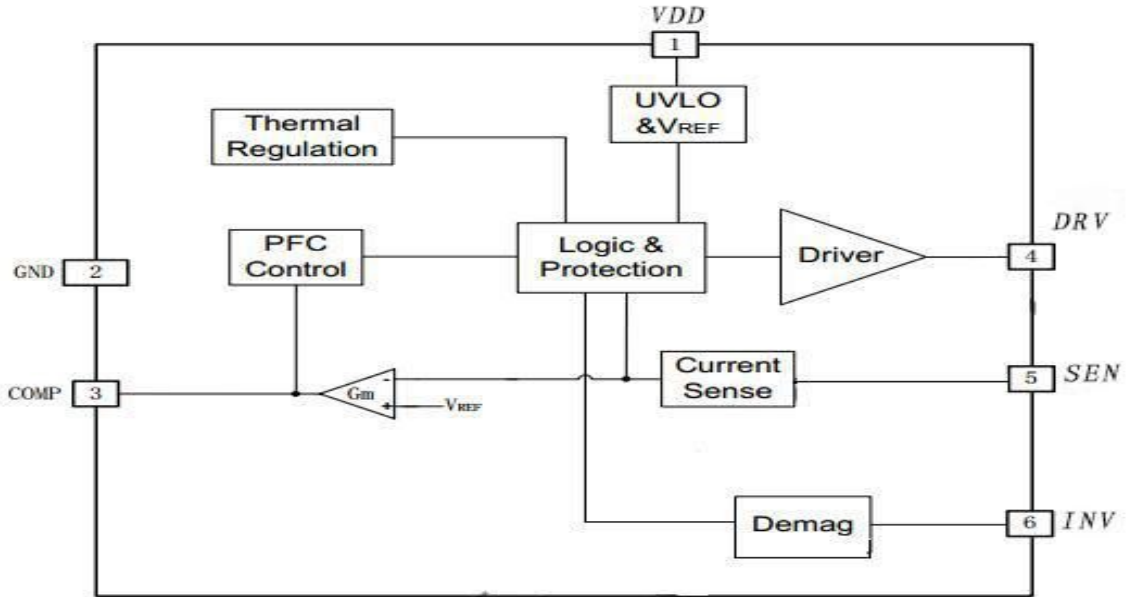 VDD
1
UVLO
&VREF
Thermal
Regulation
PFC
Control
Logic &
Protection
Driver
DRV
4
GND
2
COMP
3
Gm
-
+
VREF
Current
Sense
5
SEN
Demag
6
INV